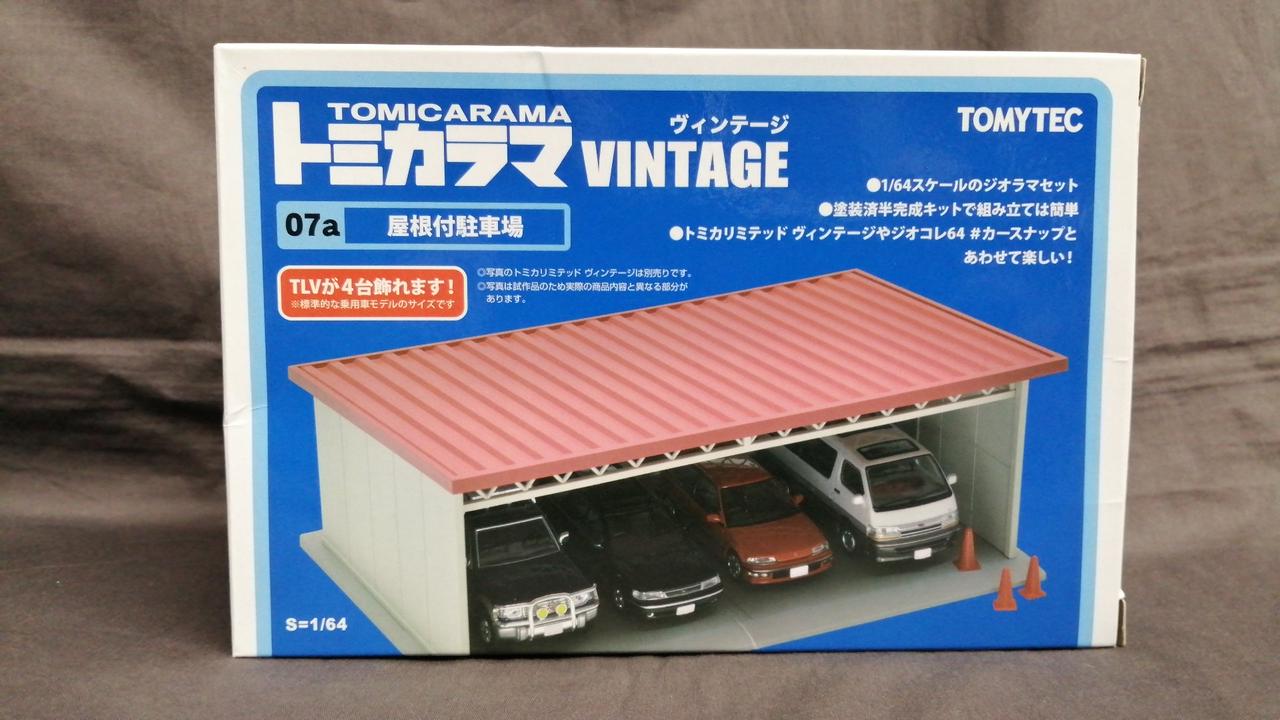 TOMICARAMA
トミカラマ
ヴィンテージ
VINTAGE
TOMYTEC
07a 屋根付駐車場
●1/64スケールのジオラマセット
●塗装済半完成キットで組み立ては簡単
●トミカリミテッド ヴィンテージやジオコレ64 #カースナップと
あわせて楽しい!
TLVが4台飾れます!
※標準的な乗用車モデルのサイズです
◎写真のトミカリミテッド ヴィンテージは別売りです。
◎写真は試作品のため実際の商品内容と異なる部分が
あります。
S=1/64